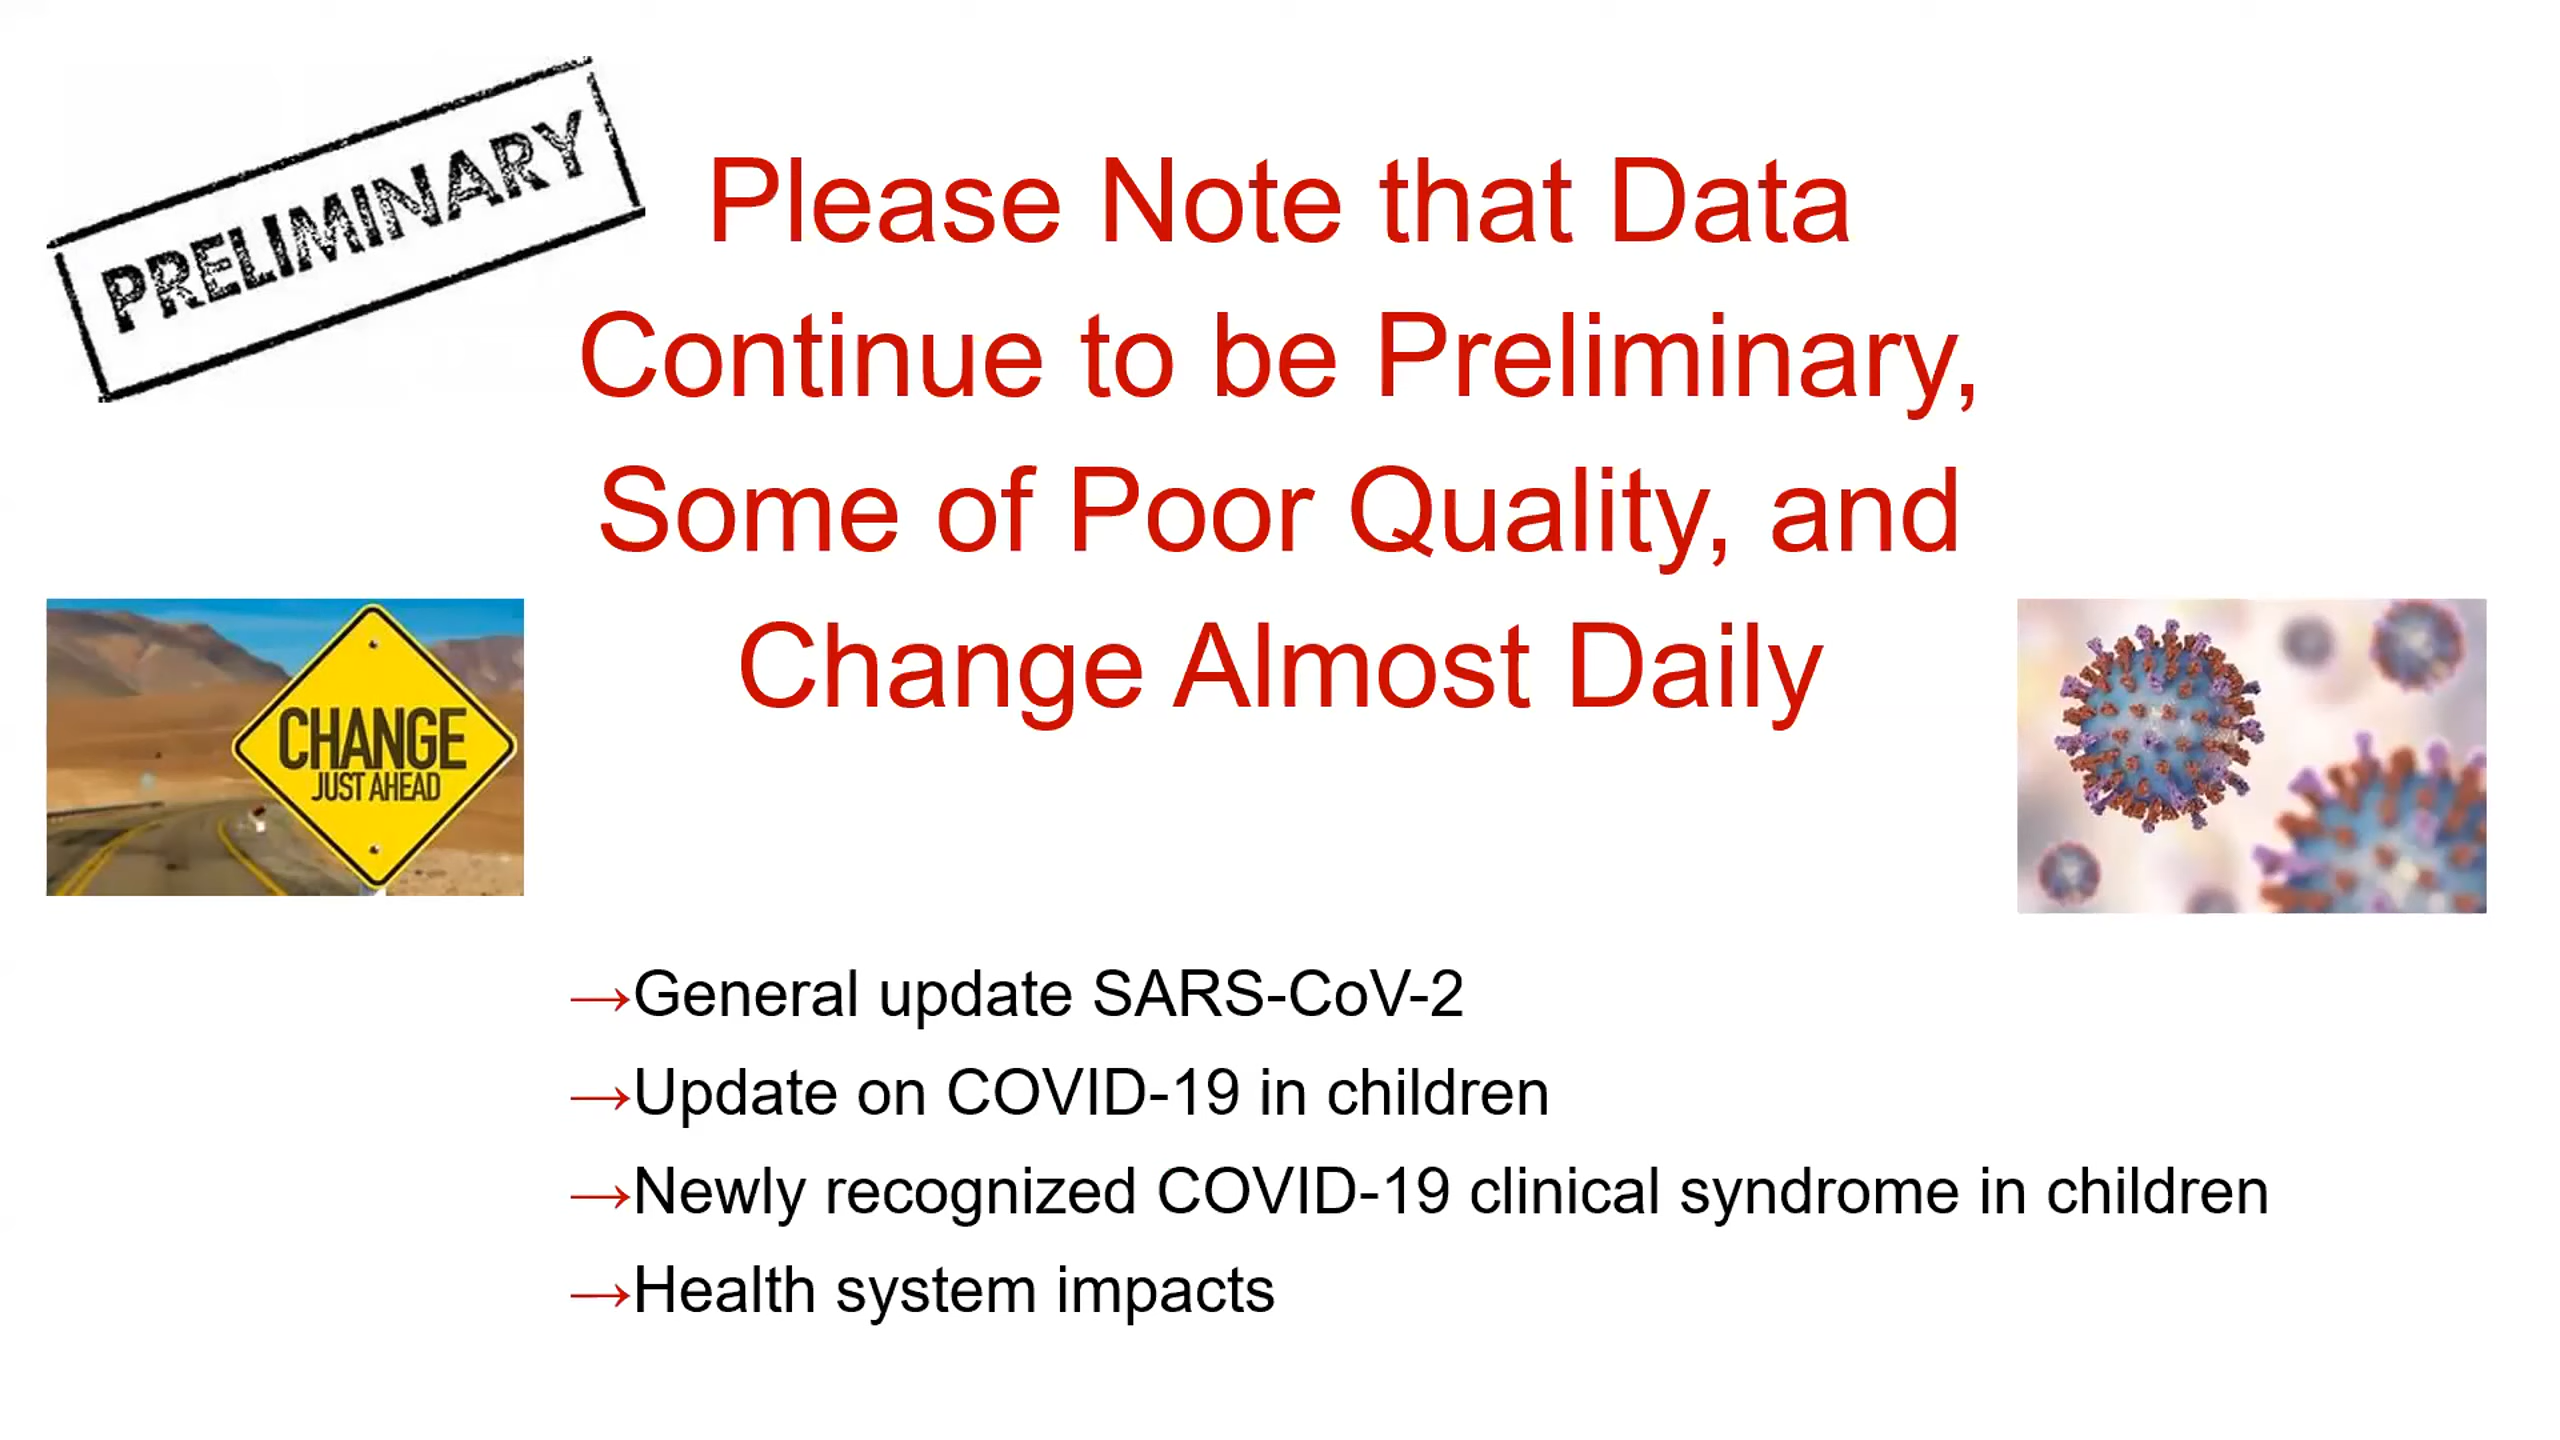 PRELIMINARY
Please Note that Data
Continue to be Preliminary,
Some of Poor Quality, and
Change Almost Daily
CHANGE
JUST AHEAD
→General update SARS-CoV-2
→Update on COVID-19 in children
→Newly recognized COVID-19 clinical syndrome in children
→Health system impacts